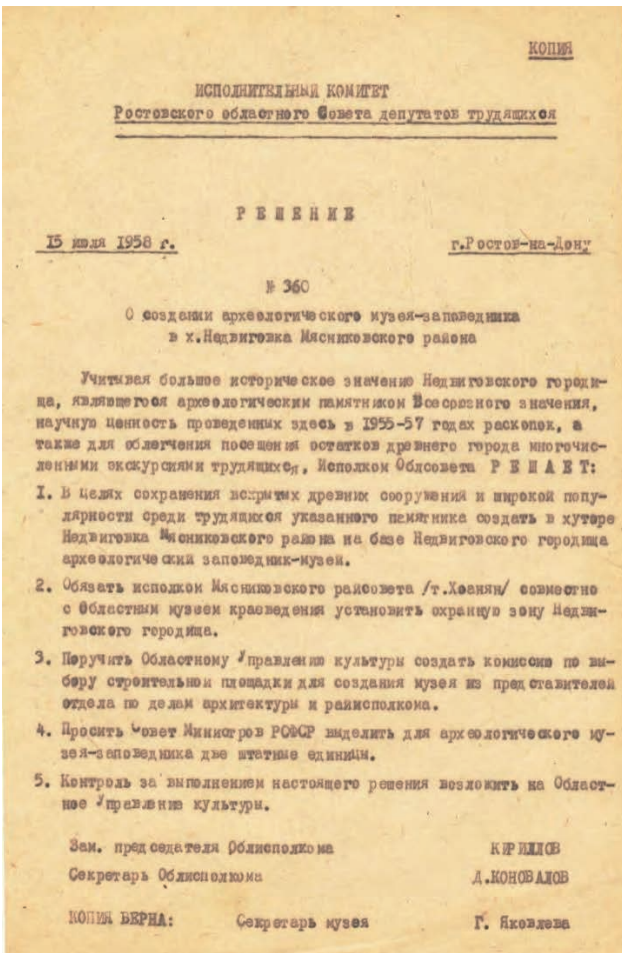 КОПИЯ
ИСПОЛНИТЕЛЬНЫЙ КОМИТЕТ
Ростовского областного Совета депутатов трудящихся
РЕШЕНИЕ
15 июля 1958 г. г.Ростов-на-Дону
№ 360
О создании археологического музея-заповедника
в х.Недвиговка Мясниковского района
Учитывая большое историческое значение Недвиговского городи-
ща, являющегося археологическим памятником Всесоюзного значения,
научную ценность проведенных здесь в 1955-57 годах раскопок, а
также для облегчения посещения остатков древнего города многочис-
ленными экскурсиями трудящихся, Исполком Облсовета Р Е Ш А Е Т:
1. В целях сохранения вскрытых древних сооружений и широкой попу-
лярности среди трудящихся указанного памятника создать в хуторе
Недвиговка Мясниковского района на базе Недвиговского городища
археологический заповедник-музей.
2. Обязать исполком Мясниковского райсовета /т.Хоанян/ совместно
с Областным музеем краеведения установить охранную зону Недви-
говского городища.
3. Поручить Областному Управлению культуры создать комиссию по вы-
бору строительной площадки для создания музея из представителей
отдела по делам архитектуры и райисполкома.
4. Просить Совет Министров РСФСР выделить для археологического му-
зея-заповедника две штатные единицы.
5. Контроль за выполнением настоящего решения возложить на Област-
ное Управление культуры.
Зам. председателя Облисполкома КИРИЛЛОВ
Секретарь Облисполкома Д.КОНОВАЛОВ
КОПИЯ ВЕРНА: Секретарь музея Г. Яковлева